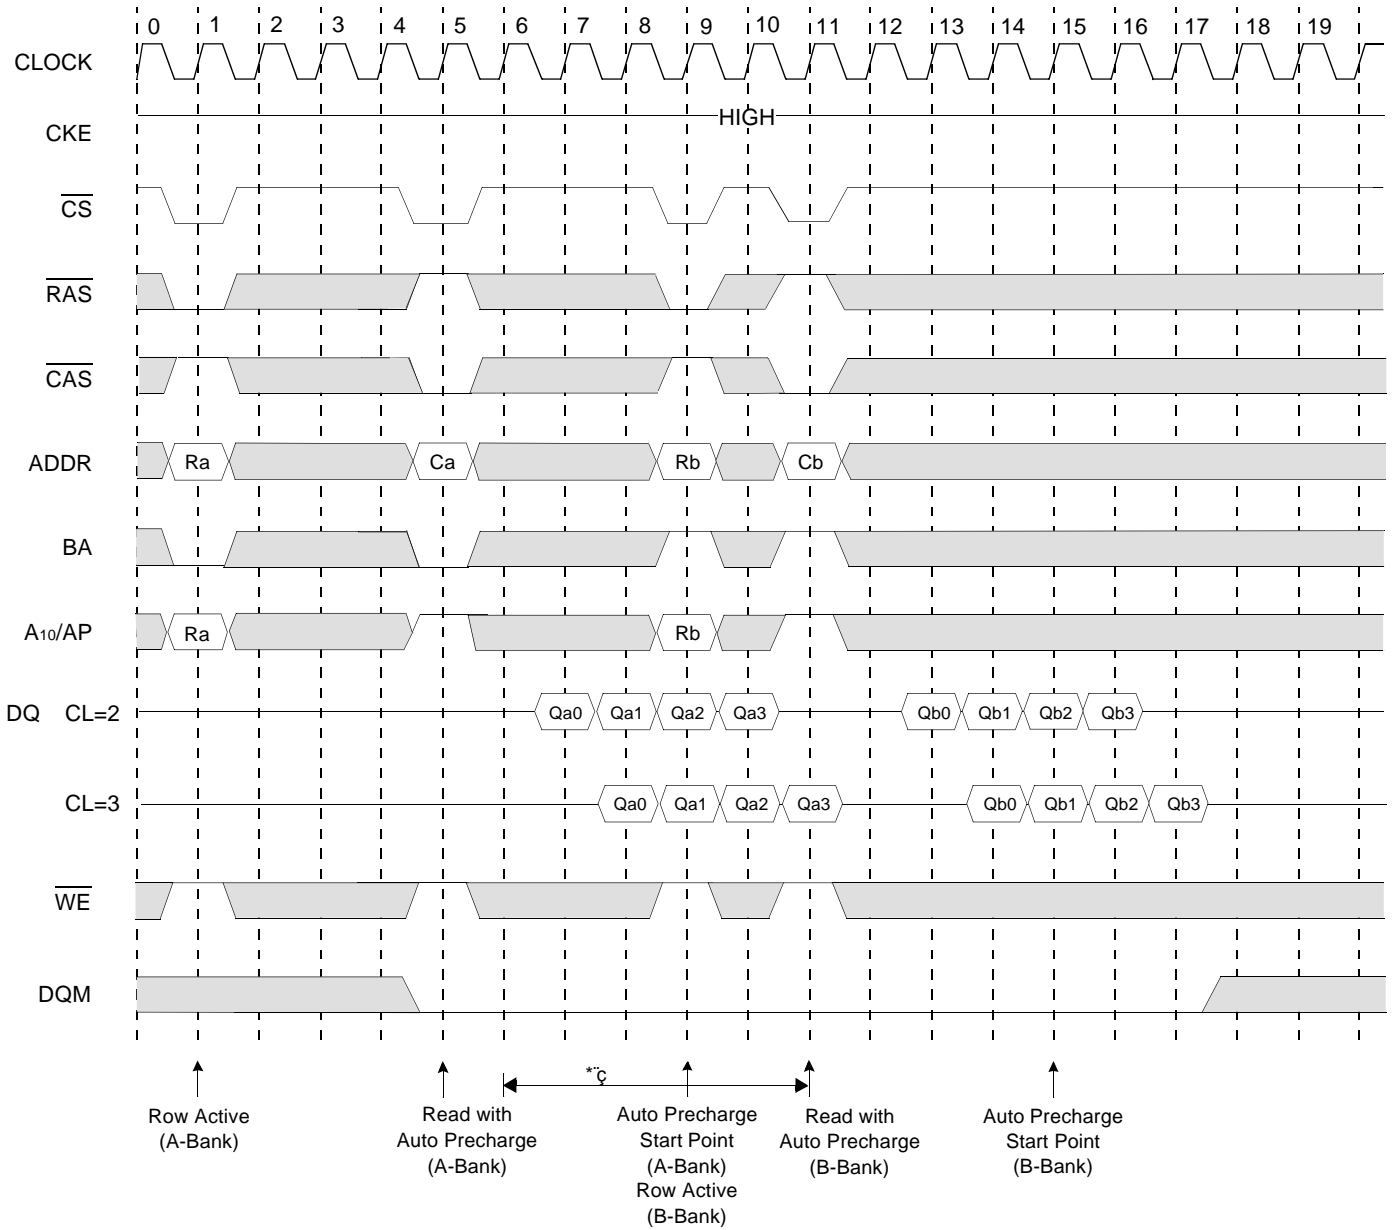 0 1 2 3 4 5 6 7 8 9 10 11 12 13 14 15 16 17 18 19
CLOCK
HIGH
CKE
CS
RAS
CAS
ADDR Ra Ca Rb Cb
BA
A10/AP Ra Rb
DQ CL=2 Qa0 Qa1 Qa2 Qa3 Qb0 Qb1 Qb2 Qb3
CL=3 Qa0 Qa1 Qa2 Qa3 Qb0 Qb1 Qb2 Qb3
WE
DQM
*¨ç
Row Active
(A-Bank)
Read with
Auto Precharge
(A-Bank)
Auto Precharge
Start Point
(A-Bank)
Row Active
(B-Bank)
Read with
Auto Precharge
(B-Bank)
Auto Precharge
Start Point
(B-Bank)